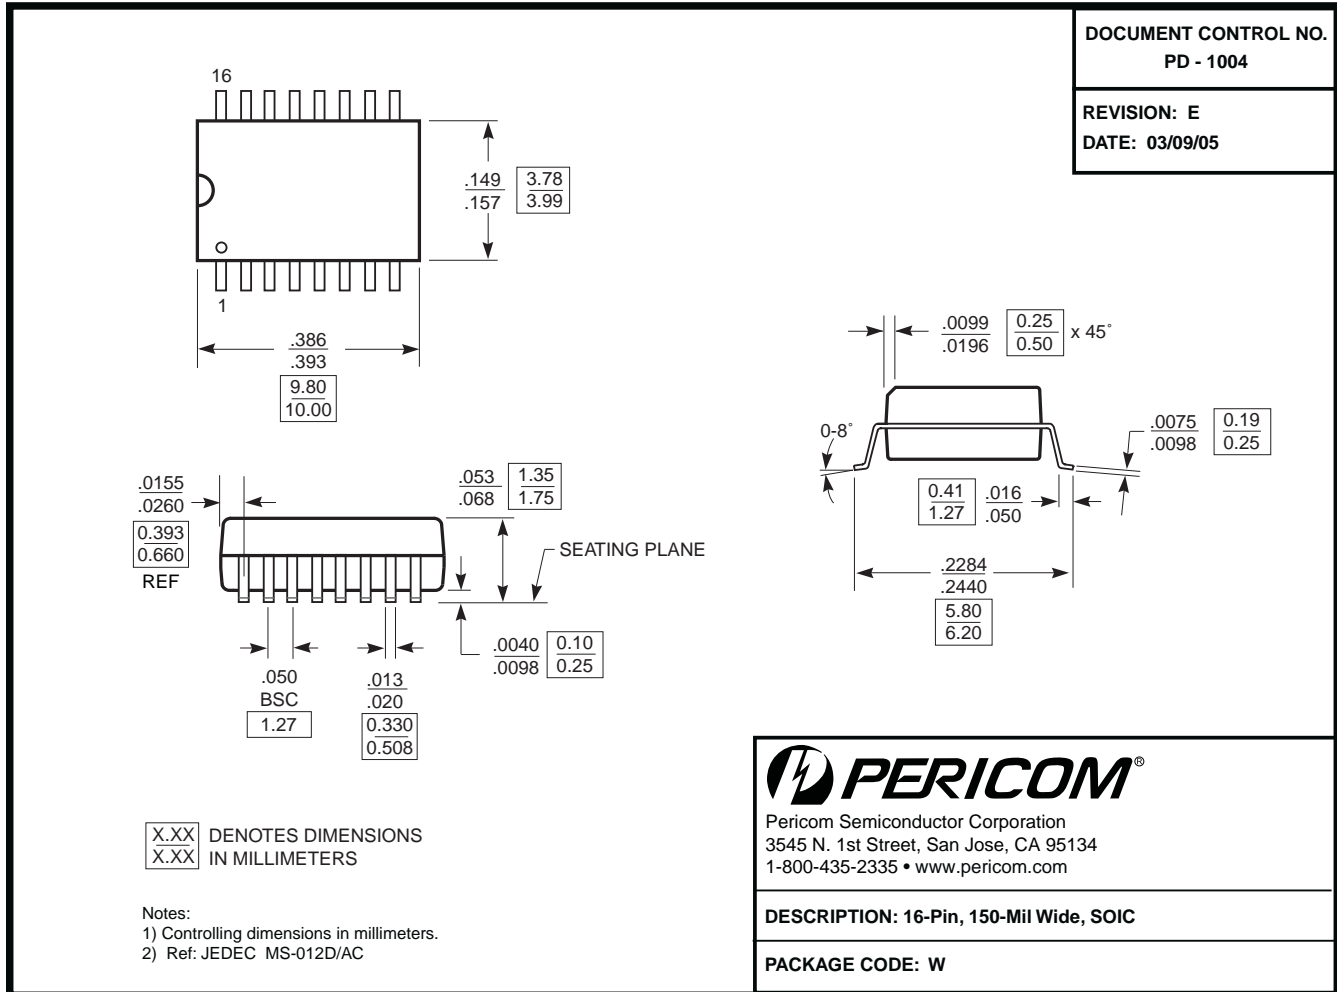 DOCUMENT CONTROL NO.
PD - 1004
REVISION: E
DATE: 03/09/05
16
.149
.157
3.78
3.99
1
.386
.393
9.80
10.00
.0099
.0196
0.25
0.50
x 45°
0-8°
.0075
.0098
0.19
0.25
0.41
1.27
.016
.050
.2284
.2440
5.80
6.20
.0155
.0260
0.393
0.660
REF
.053
.068
1.35
1.75
SEATING PLANE
.0040
.0098
0.10
0.25
.050
BSC
1.27
.013
.020
0.330
0.508
X.XX
X.XX
DENOTES DIMENSIONS
IN MILLIMETERS
Notes:
1) Controlling dimensions in millimeters.
2) Ref: JEDEC MS-012D/AC
PERICOM®
Pericom Semiconductor Corporation
3545 N. 1st Street, San Jose, CA 95134
1-800-435-2335 • www.pericom.com
DESCRIPTION: 16-Pin, 150-Mil Wide, SOIC
PACKAGE CODE: W